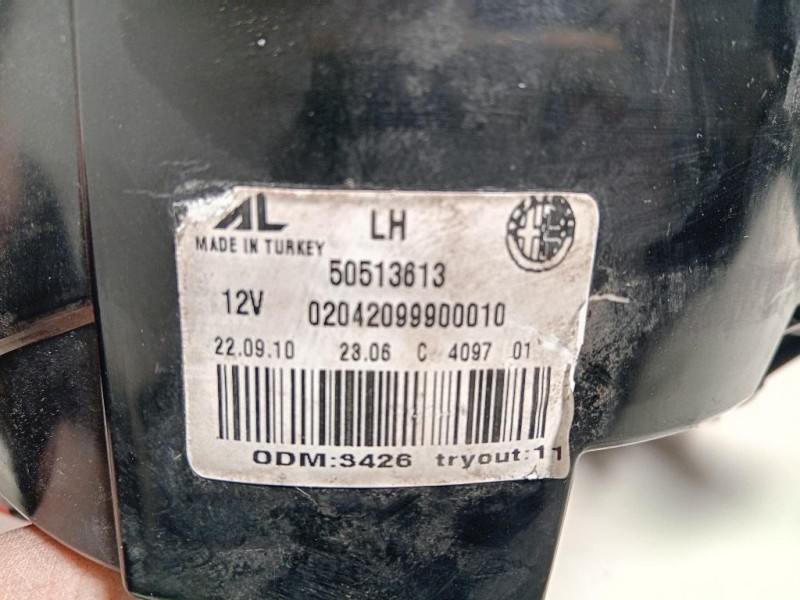 AL LH
MADE IN TURKEY
50513613
12V 02042099900010
22.09.10 23.06 C 4097 01
ODM:3426 tryout:11